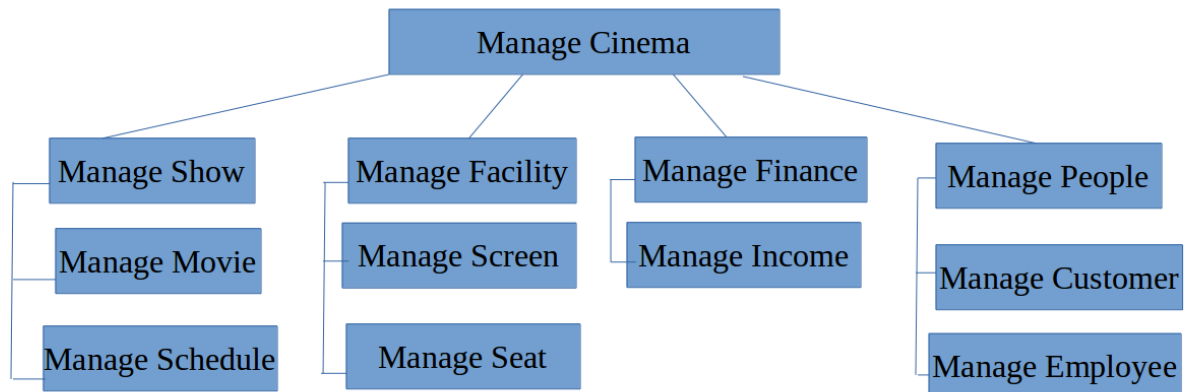 Manage Cinema
Manage Show
Manage Movie
Manage Schedule
Manage Facility
Manage Screen
Manage Seat
Manage Finance
Manage Income
Manage People
Manage Customer
Manage Employee